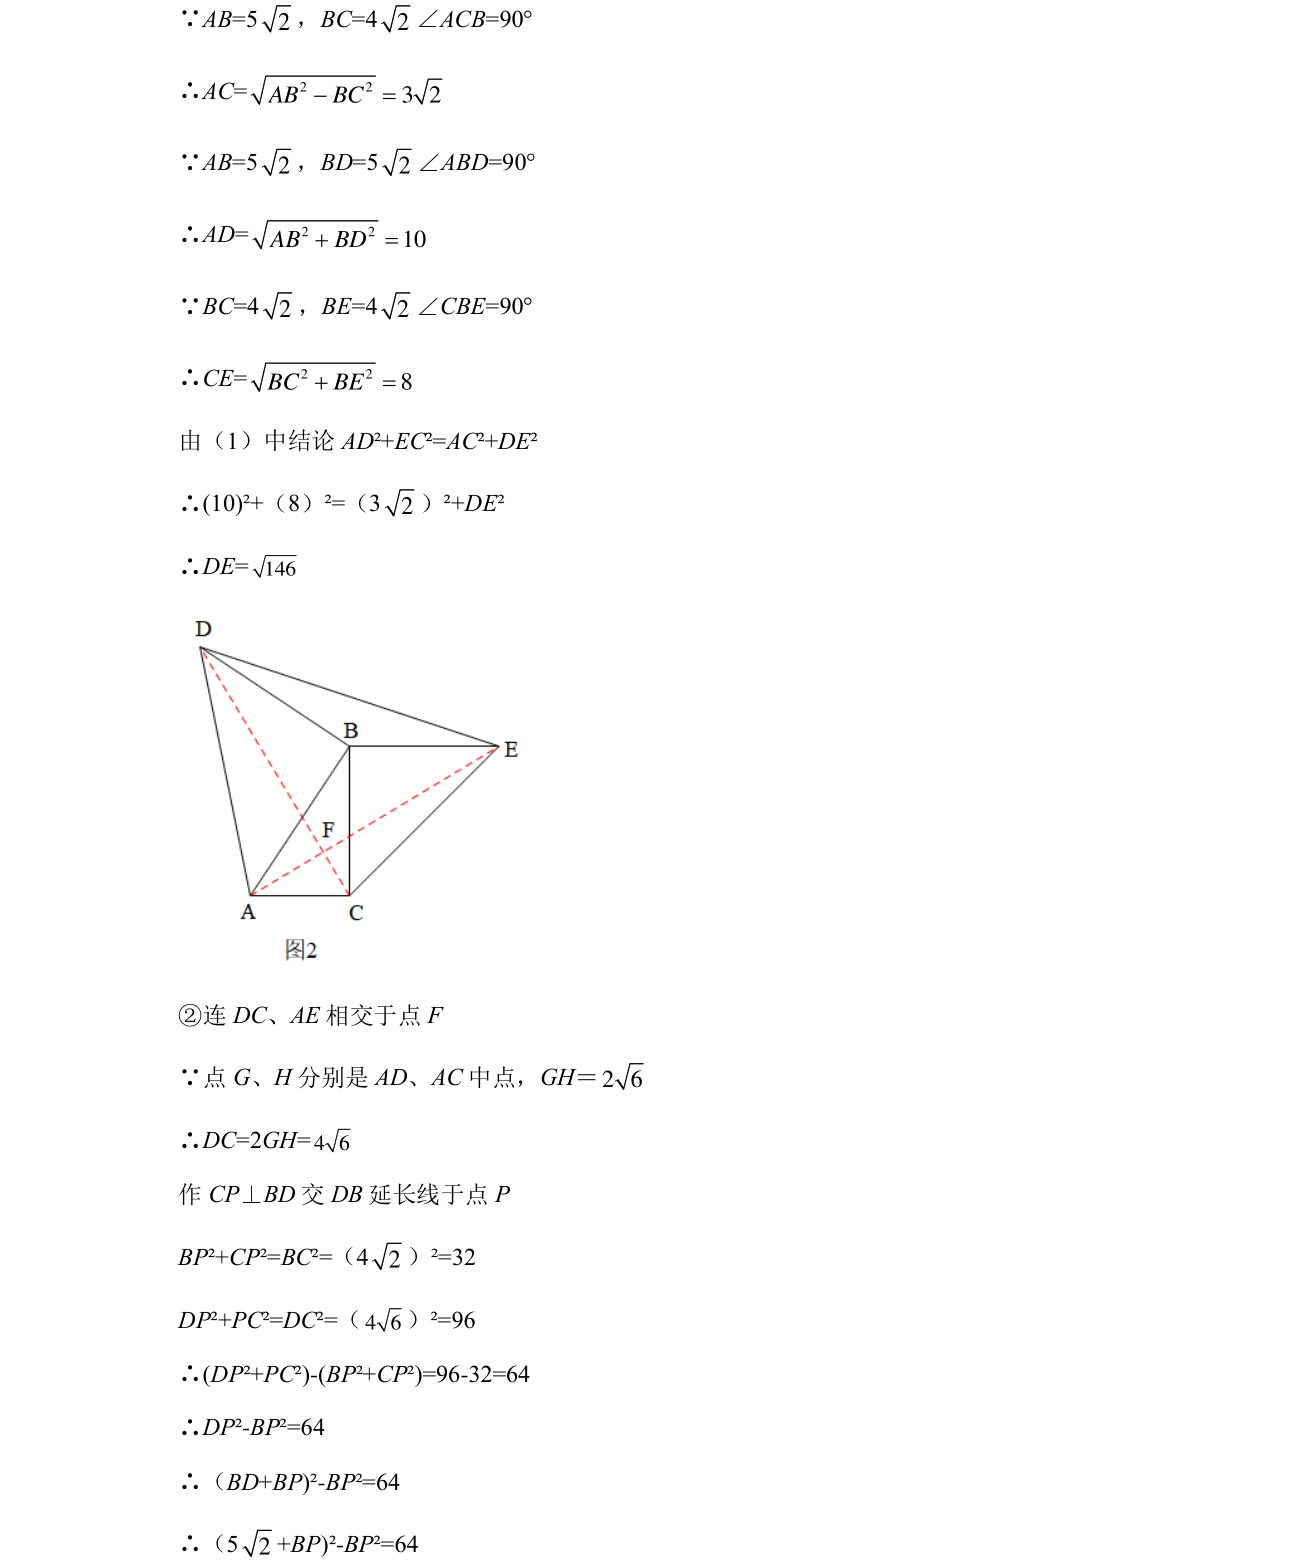 ∵AB=5√2，BC=4√2 ∠ACB=90°
∴AC=√(AB²－BC²)=3√2
∵AB=5√2，BD=5√2 ∠ABD=90°
∴AD=√(AB²+BD²)=10
∵BC=4√2，BE=4√2 ∠CBE=90°
∴CE=√(BC²+BE²)=8
由（1）中结论 AD²+EC²=AC²+DE²
∴(10)²+（8）²=（3√2）²+DE²
∴DE=√146
D
B
E
F
A
C
图2
②连 DC、AE 相交于点 F
∵点 G、H 分别是 AD、AC 中点，GH＝2√6
∴DC=2GH=4√6
作 CP⊥BD 交 DB 延长线于点 P
BP²+CP²=BC²=（4√2）²=32
DP²+PC²=DC²=（4√6）²=96
∴(DP²+PC²)-(BP²+CP²)=96-32=64
∴DP²-BP²=64
∴（BD+BP)²-BP²=64
∴（5√2+BP)²-BP²=64